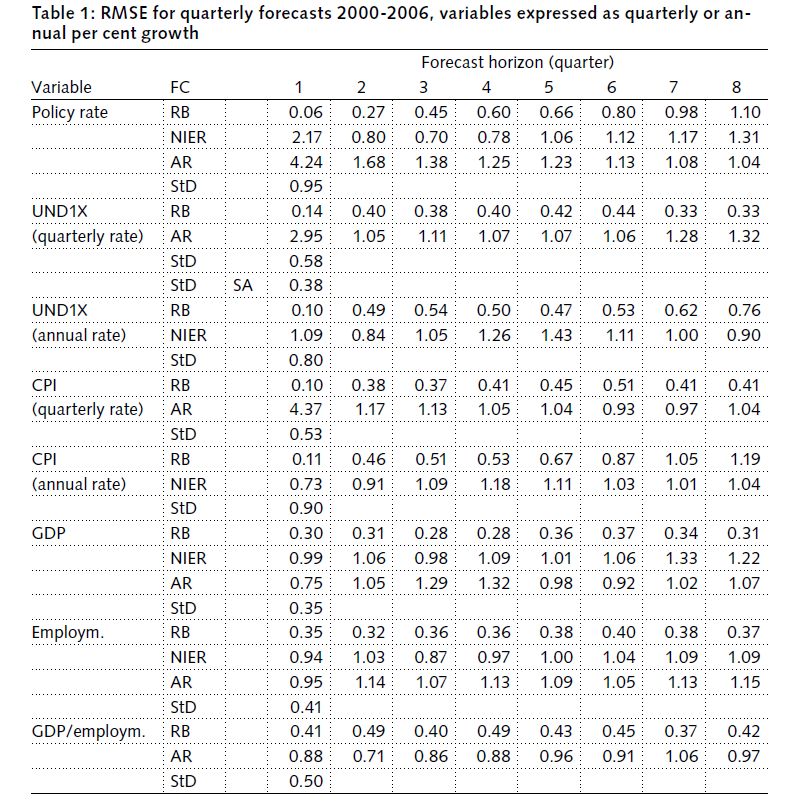 Table 1: RMSE for quarterly forecasts 2000-2006, variables expressed as quarterly or an-
nual per cent growth
Forecast horizon (quarter)
Variable FC 1 2 3 4 5 6 7 8
Policy rate RB 0.06 0.27 0.45 0.60 0.66 0.80 0.98 1.10
NIER 2.17 0.80 0.70 0.78 1.06 1.12 1.17 1.31
AR 4.24 1.68 1.38 1.25 1.23 1.13 1.08 1.04
StD 0.95
UND1X RB 0.14 0.40 0.38 0.40 0.42 0.44 0.33 0.33
(quarterly rate) AR 2.95 1.05 1.11 1.07 1.07 1.06 1.28 1.32
StD 0.58
StD SA 0.38
UND1X RB 0.10 0.49 0.54 0.50 0.47 0.53 0.62 0.76
(annual rate) NIER 1.09 0.84 1.05 1.26 1.43 1.11 1.00 0.90
StD 0.80
CPI RB 0.10 0.38 0.37 0.41 0.45 0.51 0.41 0.41
(quarterly rate) AR 4.37 1.17 1.13 1.05 1.04 0.93 0.97 1.04
StD 0.53
CPI RB 0.11 0.46 0.51 0.53 0.67 0.87 1.05 1.19
(annual rate) NIER 0.73 0.91 1.09 1.18 1.11 1.03 1.01 1.04
StD 0.90
GDP RB 0.30 0.31 0.28 0.28 0.36 0.37 0.34 0.31
NIER 0.99 1.06 0.98 1.09 1.01 1.06 1.33 1.22
AR 0.75 1.05 1.29 1.32 0.98 0.92 1.02 1.07
StD 0.35
Employm. RB 0.35 0.32 0.36 0.36 0.38 0.40 0.38 0.37
NIER 0.94 1.03 0.87 0.97 1.00 1.04 1.09 1.09
AR 0.95 1.14 1.07 1.13 1.09 1.05 1.13 1.15
StD 0.41
GDP/employm. RB 0.41 0.49 0.40 0.49 0.43 0.45 0.37 0.42
AR 0.88 0.71 0.86 0.88 0.96 0.91 1.06 0.97
StD 0.50